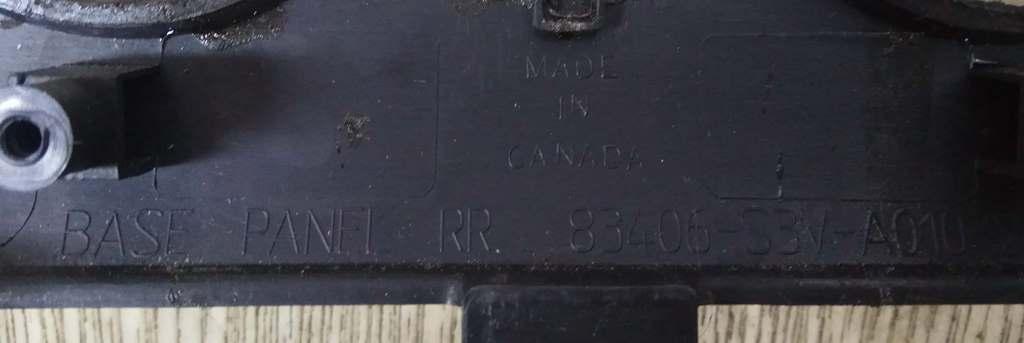 MADE
IN
CANADA
BASE PANEL RR. 83406-S3V-A010